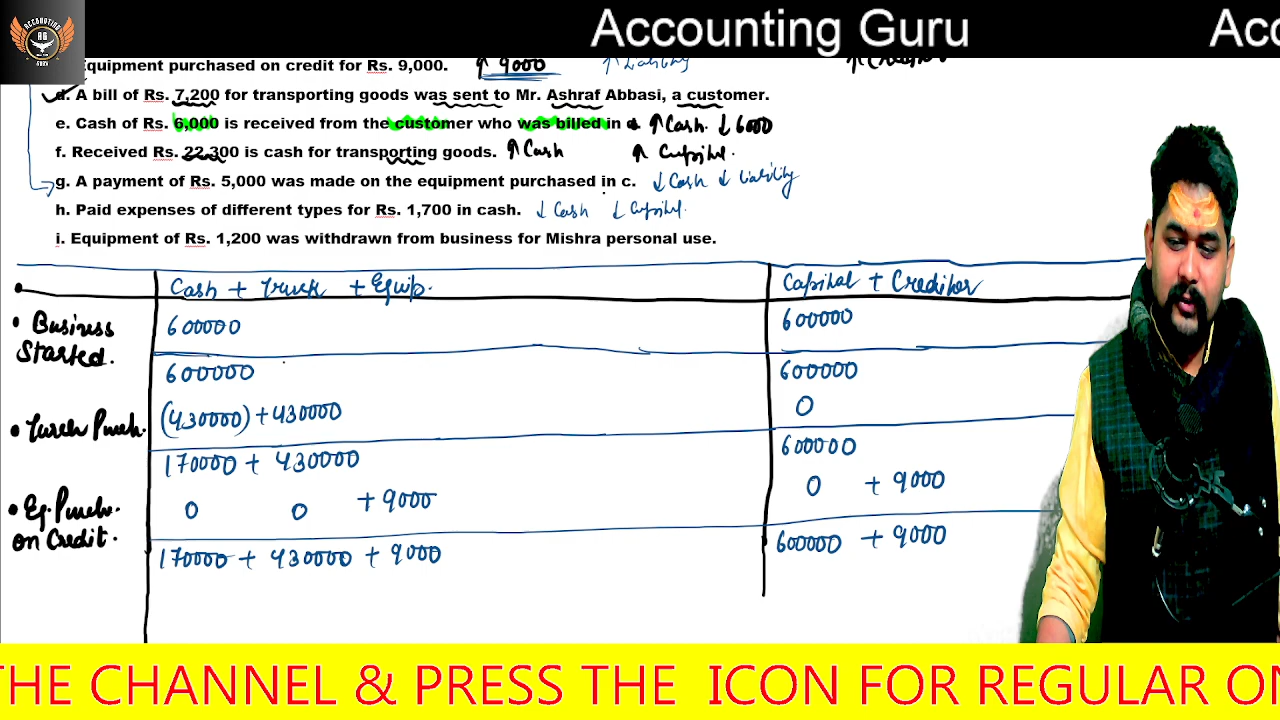 Accounting Guru
Acc
ACCOUNTING
AG
GURU
Equipment purchased on credit for Rs. 9,000. ↑ 9000 ↑ Liability
d. A bill of Rs. 7,200 for transporting goods was sent to Mr. Ashraf Abbasi, a customer.
e. Cash of Rs. 6,000 is received from the customer who was billed in ↑ Cash. ↓ 6000
f. Received Rs. 22,300 is cash for transporting goods. ↑ Cash ↑ Capital.
g. A payment of Rs. 5,000 was made on the equipment purchased in c. ↓ Cash ↓ Liability
h. Paid expenses of different types for Rs. 1,700 in cash. ↓ Cash ↓ Capital.
i. Equipment of Rs. 1,200 was withdrawn from business for Mishra personal use.
Cash + Truck + Equip. Capital + Creditor
• Business 600000 600000
Started.
600000 600000
• Purch. (430000) + 430000 0
170000 + 430000 600000
• Eq. Purch. 0 0 + 9000 0 + 9000
on Credit.
170000 + 430000 + 9000 600000 + 9000
THE CHANNEL & PRESS THE ICON FOR REGULAR ON